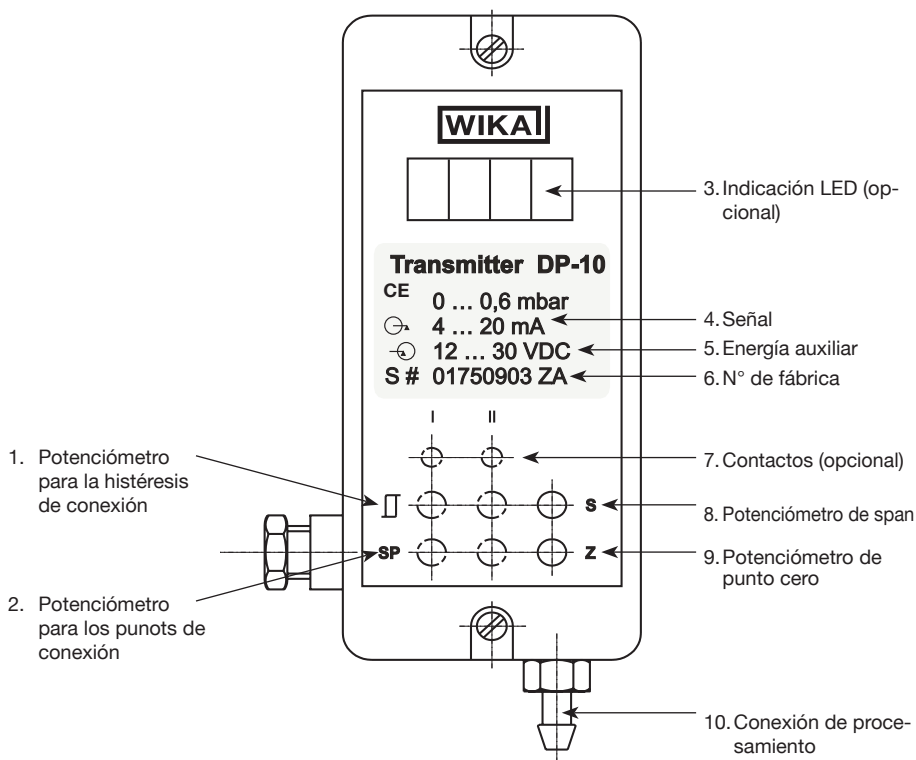 WIKA
3. Indicación LED (op-
cional)
Transmitter DP-10
CE
0 ... 0,6 mbar
4 ... 20 mA
4. Señal
12 ... 30 VDC
5. Energía auxiliar
S # 01750903 ZA
6. N° de fábrica
I II
1. Potenciómetro
para la histéresis
de conexión
7. Contactos (opcional)
S
8. Potenciómetro de span
SP
Z
9. Potenciómetro de
punto cero
2. Potenciómetro
para los punots de
conexión
10. Conexión de proce-
samiento